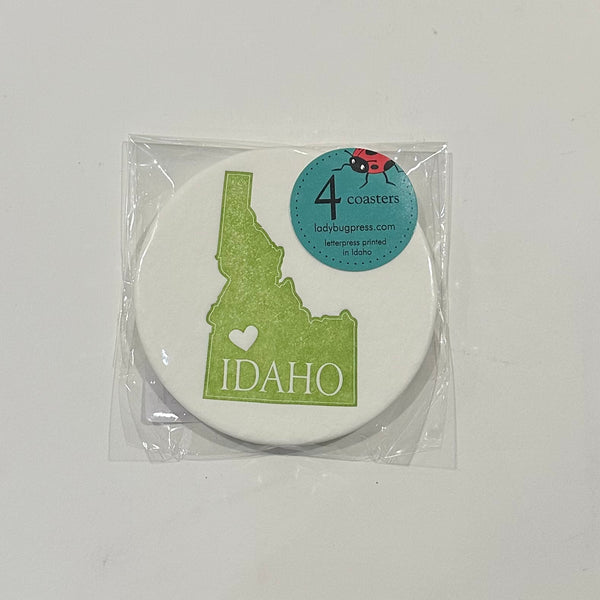 4 coasters
ladybugpress.com
letterpress printed
in Idaho
IDAHO